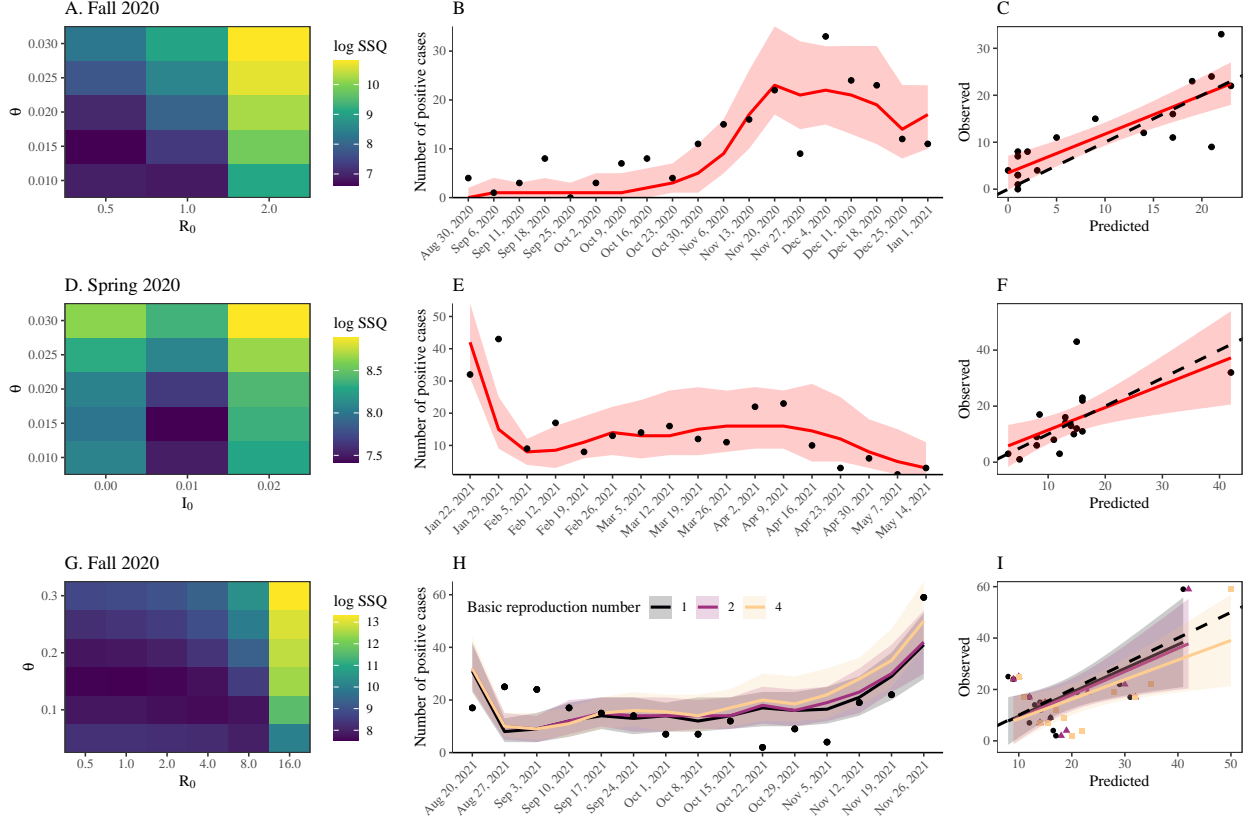 A. Fall 2020
θ
0.030
0.025
0.020
0.015
0.010
0.5 1.0 2.0
R0
log SSQ
10
9
8
7
B
Number of positive cases
30
20
10
0
Aug 30, 2020
Sep 6, 2020
Sep 11, 2020
Sep 18, 2020
Sep 25, 2020
Oct 2, 2020
Oct 9, 2020
Oct 16, 2020
Oct 23, 2020
Oct 30, 2020
Nov 6, 2020
Nov 13, 2020
Nov 20, 2020
Nov 27, 2020
Dec 4, 2020
Dec 11, 2020
Dec 18, 2020
Dec 25, 2020
Jan 1, 2021
C
Observed
30
20
10
0
0 10 20
Predicted
D. Spring 2020
θ
0.030
0.025
0.020
0.015
0.010
0.00 0.01 0.02
I0
log SSQ
8.5
8.0
7.5
E
Number of positive cases
50
40
30
20
10
Jan 22, 2021
Jan 29, 2021
Feb 5, 2021
Feb 12, 2021
Feb 19, 2021
Feb 26, 2021
Mar 5, 2021
Mar 12, 2021
Mar 19, 2021
Mar 26, 2021
Apr 2, 2021
Apr 9, 2021
Apr 16, 2021
Apr 23, 2021
Apr 30, 2021
May 7, 2021
May 14, 2021
F
Observed
40
20
0
10 20 30 40
Predicted
G. Fall 2020
θ
0.3
0.2
0.1
0.5 1.0 2.0 4.0 8.0 16.0
R0
log SSQ
13
12
11
10
9
8
H
Number of positive cases
60
40
20
0
Basic reproduction number 1 2 4
Aug 20, 2021
Aug 27, 2021
Sep 3, 2021
Sep 10, 2021
Sep 17, 2021
Sep 24, 2021
Oct 1, 2021
Oct 8, 2021
Oct 15, 2021
Oct 22, 2021
Oct 29, 2021
Nov 5, 2021
Nov 12, 2021
Nov 19, 2021
Nov 26, 2021
I
Observed
60
40
20
0
10 20 30 40 50
Predicted